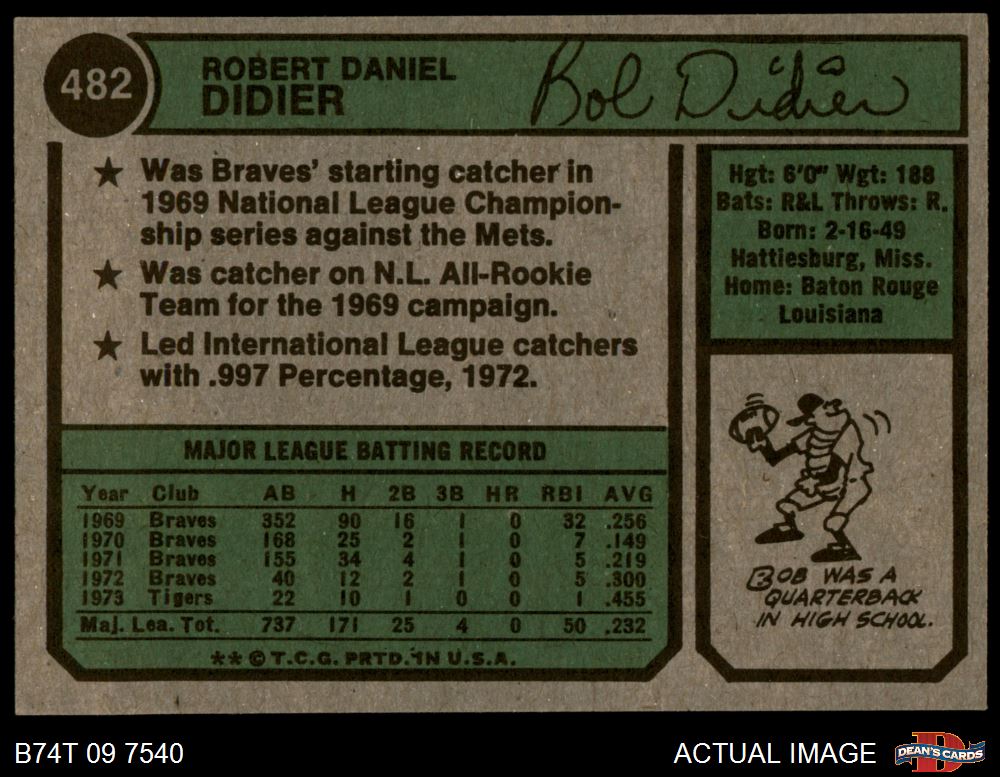 482
ROBERT DANIEL
DIDIER
Bob Didier
★ Was Braves' starting catcher in
1969 National League Champion-
ship series against the Mets.
★ Was catcher on N.L. All-Rookie
Team for the 1969 campaign.
★ Led International League catchers
with .997 Percentage, 1972.
Hgt: 6'0" Wgt: 188
Bats: R&L Throws: R.
Born: 2-16-49
Hattiesburg, Miss.
Home: Baton Rouge
Louisiana
MAJOR LEAGUE BATTING RECORD
Year Club AB H 2B 3B HR RBI AVG
1969 Braves 352 90 16 1 0 32 .256
1970 Braves 168 25 2 1 0 7 .149
1971 Braves 155 34 4 1 0 5 .219
1972 Braves 40 12 2 1 0 5 .300
1973 Tigers 22 10 1 0 0 1 .455
Maj. Lea. Tot. 737 171 25 4 0 50 .232
** © T.C.G. PRTD. IN U.S.A.
BOB WAS A
QUARTERBACK
IN HIGH SCHOOL.
B74T 09 7540
ACTUAL IMAGE
DEAN'S CARDS